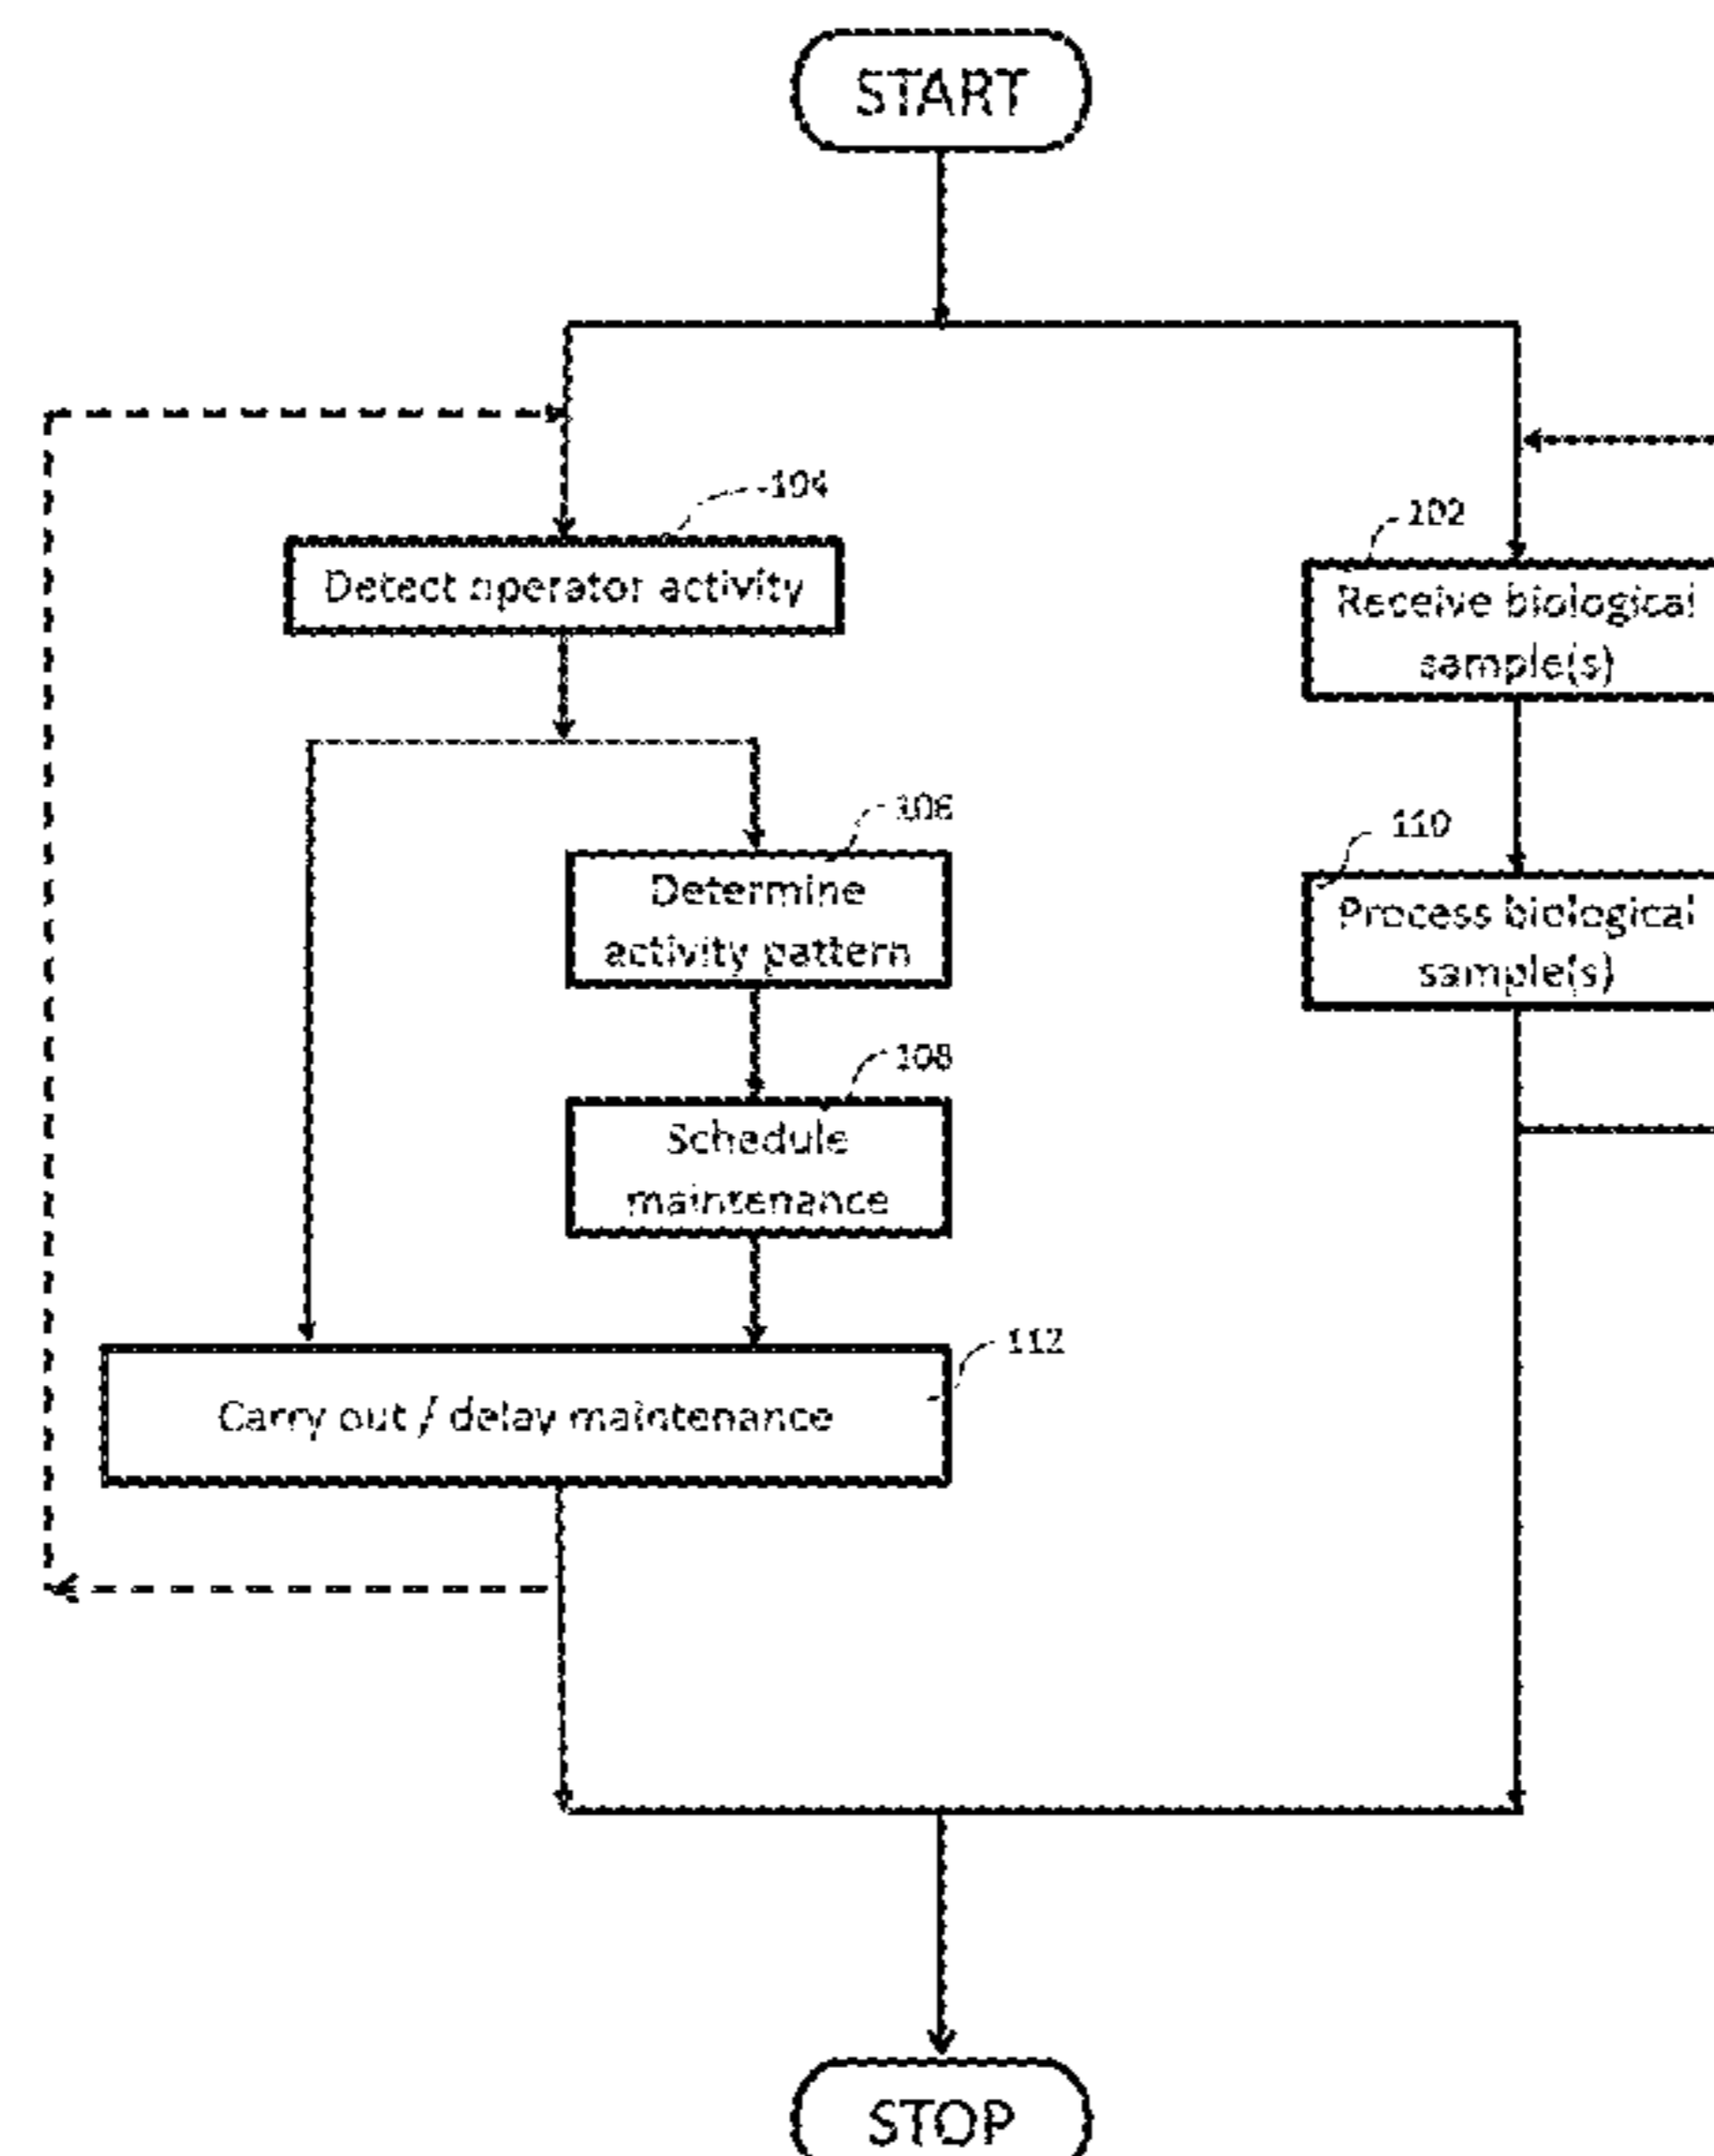 START
104
Detect operator activity
102
Receive biological
sample(s)
106
Determine
activity pattern
110
Process biological
sample(s)
108
Schedule
maintenance
112
Carry out / delay maintenance
STOP